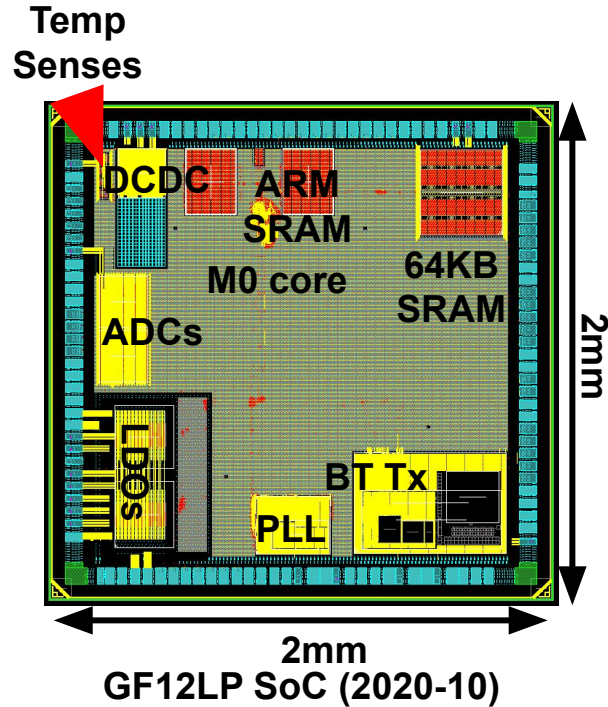 Temp
Senses
DCDC
ARM
SRAM
M0 core
64KB
SRAM
ADCs
2mm
LDOs
BT Tx
PLL
2mm
GF12LP SoC (2020-10)